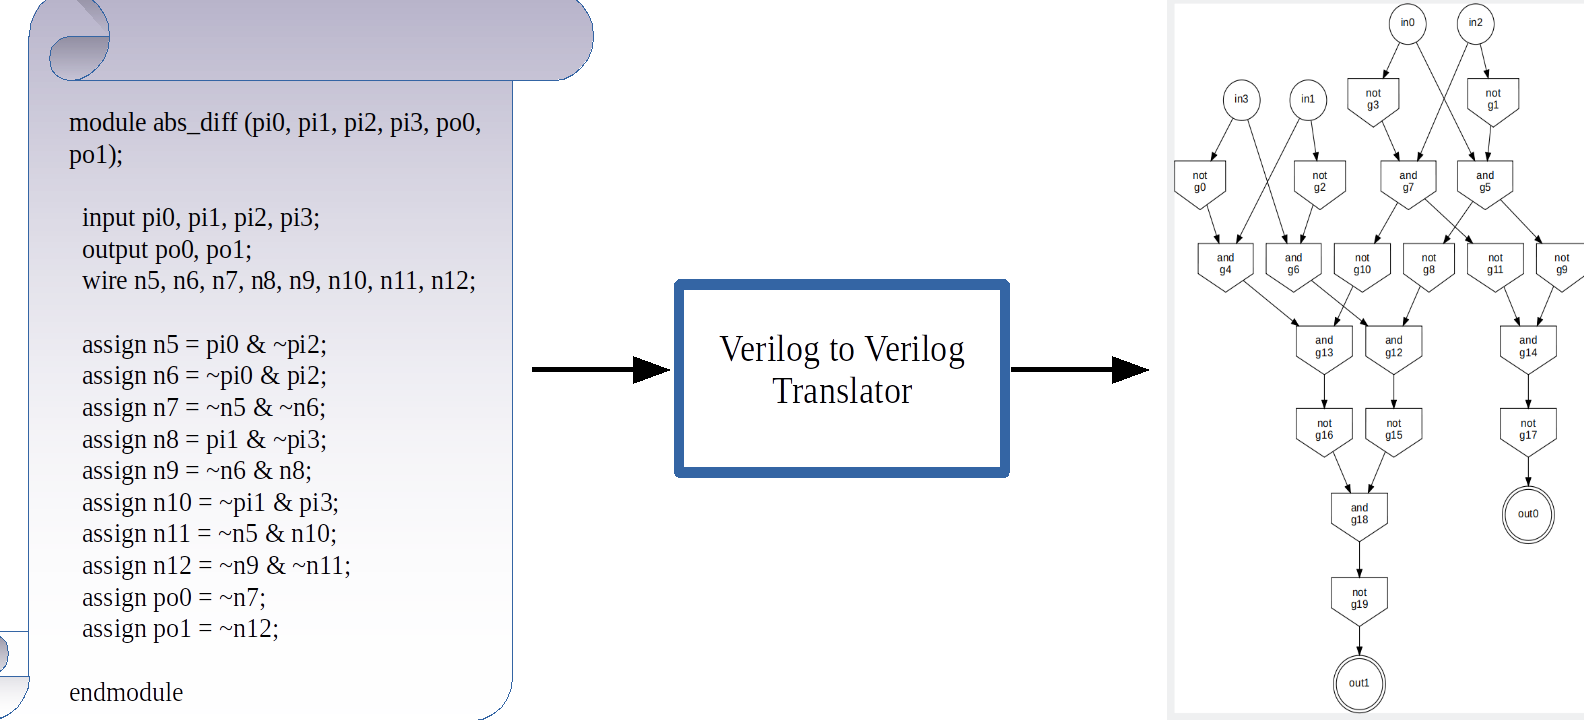 module abs_diff (pi0, pi1, pi2, pi3, po0,
po1);
input pi0, pi1, pi2, pi3;
output po0, po1;
wire n5, n6, n7, n8, n9, n10, n11, n12;
assign n5 = pi0 & ~pi2;
assign n6 = ~pi0 & pi2;
assign n7 = ~n5 & ~n6;
assign n8 = pi1 & ~pi3;
assign n9 = ~n6 & n8;
assign n10 = ~pi1 & pi3;
assign n11 = ~n5 & n10;
assign n12 = ~n9 & ~n11;
assign po0 = ~n7;
assign po1 = ~n12;
endmodule
Verilog to Verilog
Translator
in0
in2
not
g3
not
g1
in3
in1
not
g0
not
g2
and
g7
and
g5
and
g4
and
g6
not
g10
not
g8
not
g11
not
g9
and
g13
and
g12
and
g14
not
g16
not
g15
not
g17
and
g18
out0
not
g19
out1